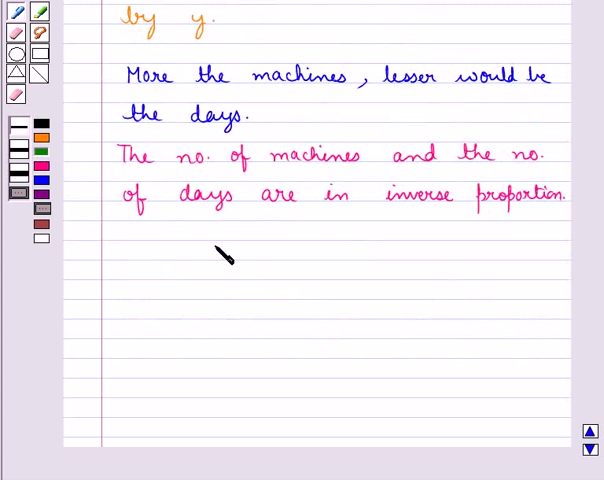 by y.
More the machines, lesser would be
the days.
The no. of machines and the no.
of days are in inverse proportion.